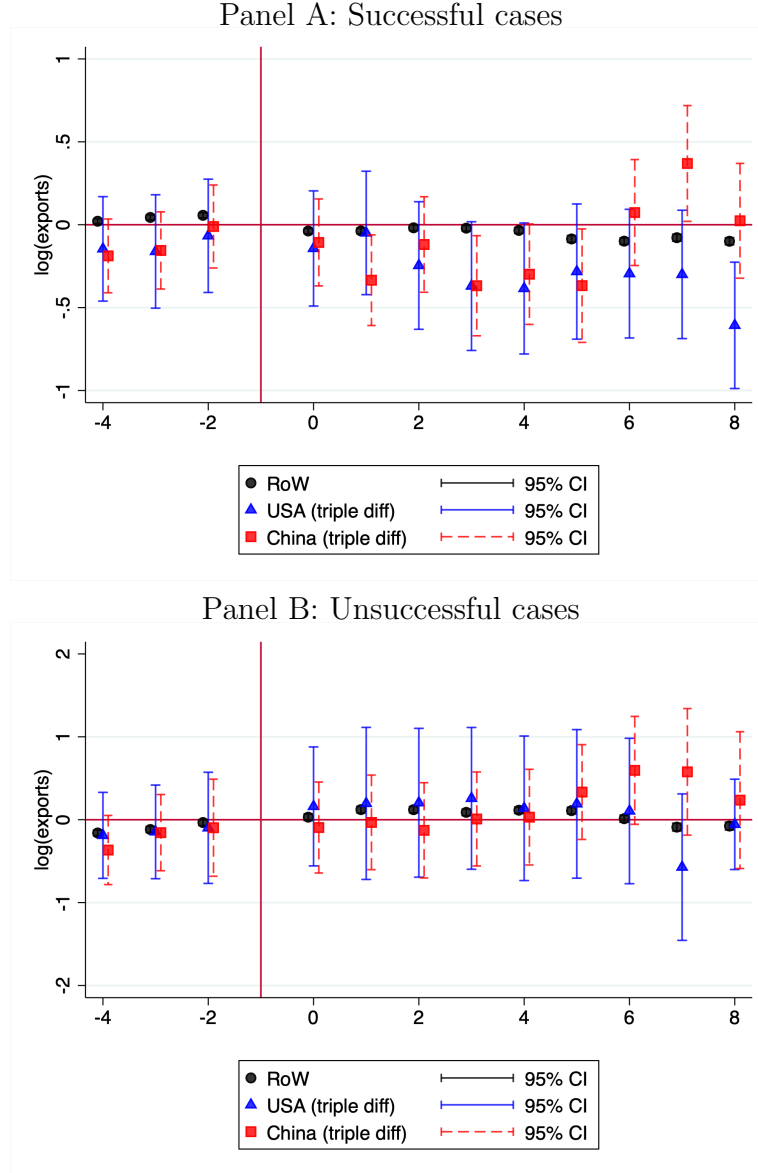 Panel A: Successful cases
1
.5
0
-.5
-1
log(exports)
-4 -2 0 2 4 6 8
RoW 95% CI
USA (triple diff) 95% CI
China (triple diff) 95% CI
Panel B: Unsuccessful cases
2
1
0
-1
-2
log(exports)
-4 -2 0 2 4 6 8
RoW 95% CI
USA (triple diff) 95% CI
China (triple diff) 95% CI